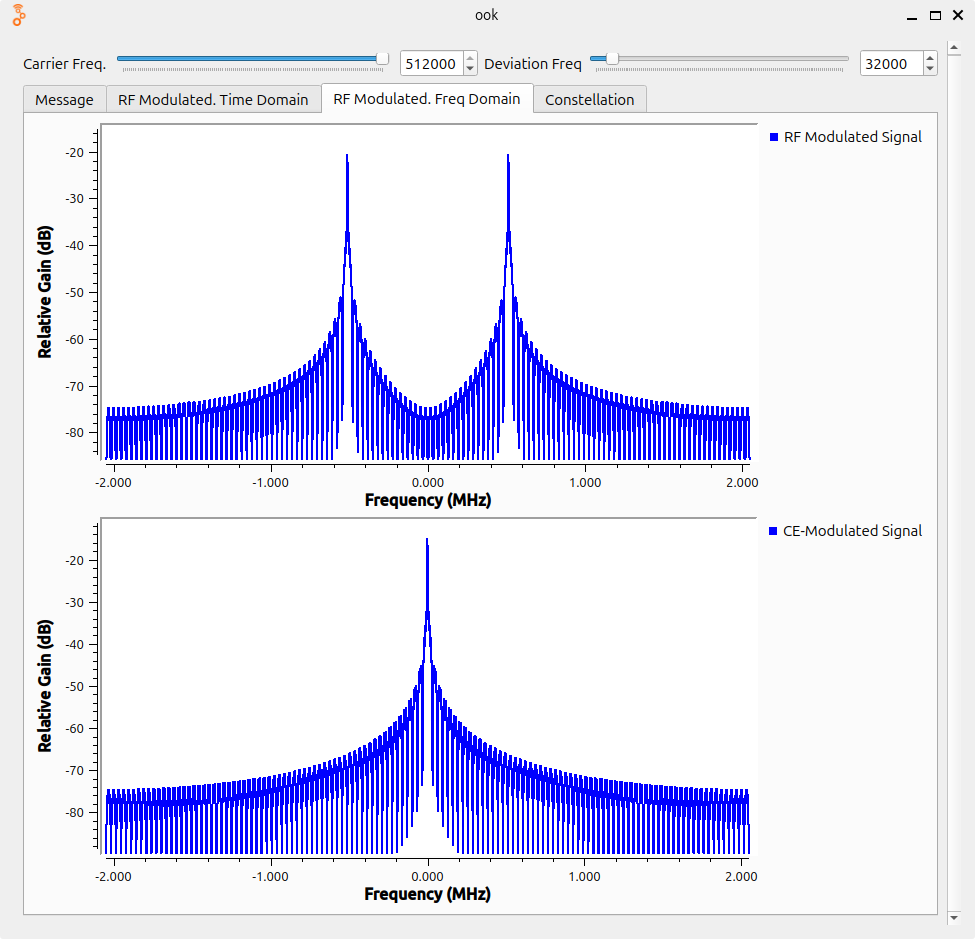 ook
Carrier Freq. 512000 Deviation Freq 32000
Message RF Modulated. Time Domain RF Modulated. Freq Domain Constellation
RF Modulated Signal
Relative Gain (dB)
-20
-30
-40
-50
-60
-70
-80
-2.000 -1.000 0.000 1.000 2.000
Frequency (MHz)
CE-Modulated Signal
Relative Gain (dB)
-20
-30
-40
-50
-60
-70
-80
-2.000 -1.000 0.000 1.000 2.000
Frequency (MHz)